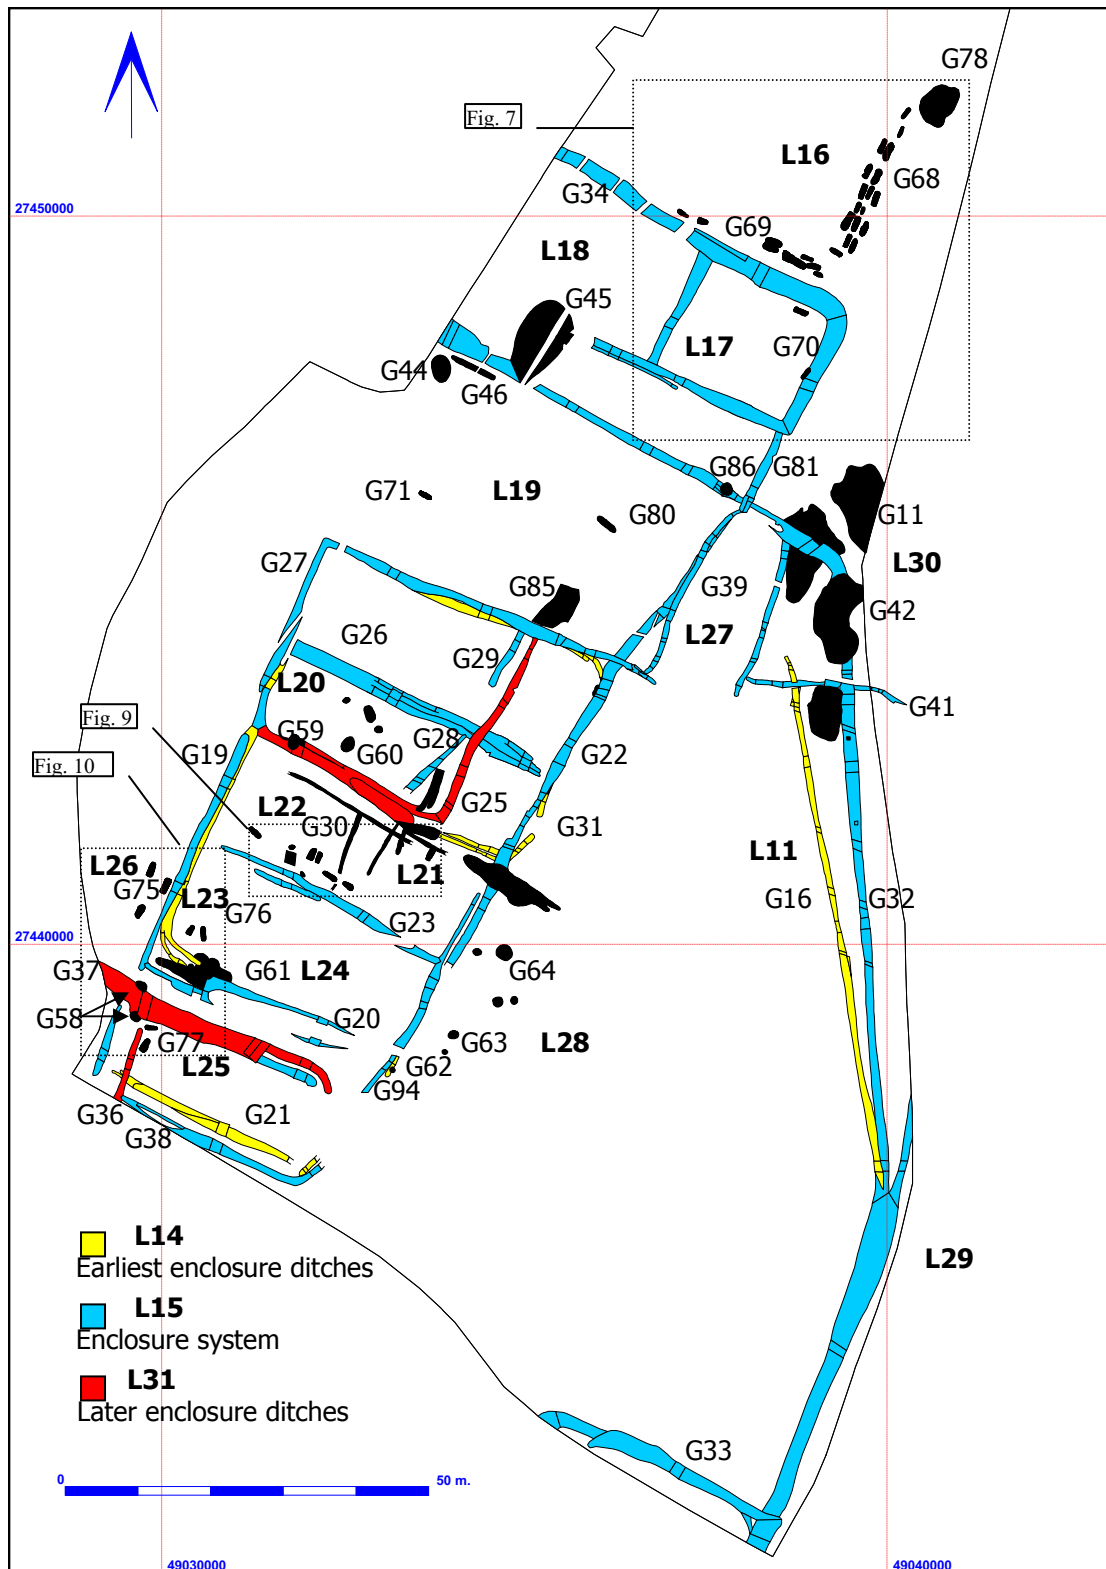 G78
Fig. 7
L16
G68
G34
27450000
G69
L18
G45
L17
G70
G44
G46
G86
G81
G71
L19
G80
G11
L30
G27
G85
G39
G42
G26
L27
G29
L20
G41
Fig. 9
G59
G28
G22
G19
G60
Fig. 10
L22
G25
G30
G31
L26
L21
L11
G75
L23
G16
G76
G32
G23
27440000
G37
G61
L24
G64
G58
G20
G77
G63
L28
L25
G62
G94
G36
G21
G38
L14
Earliest enclosure ditches
L29
L15
Enclosure system
L31
Later enclosure ditches
G33
0
50 m.
49030000
49040000